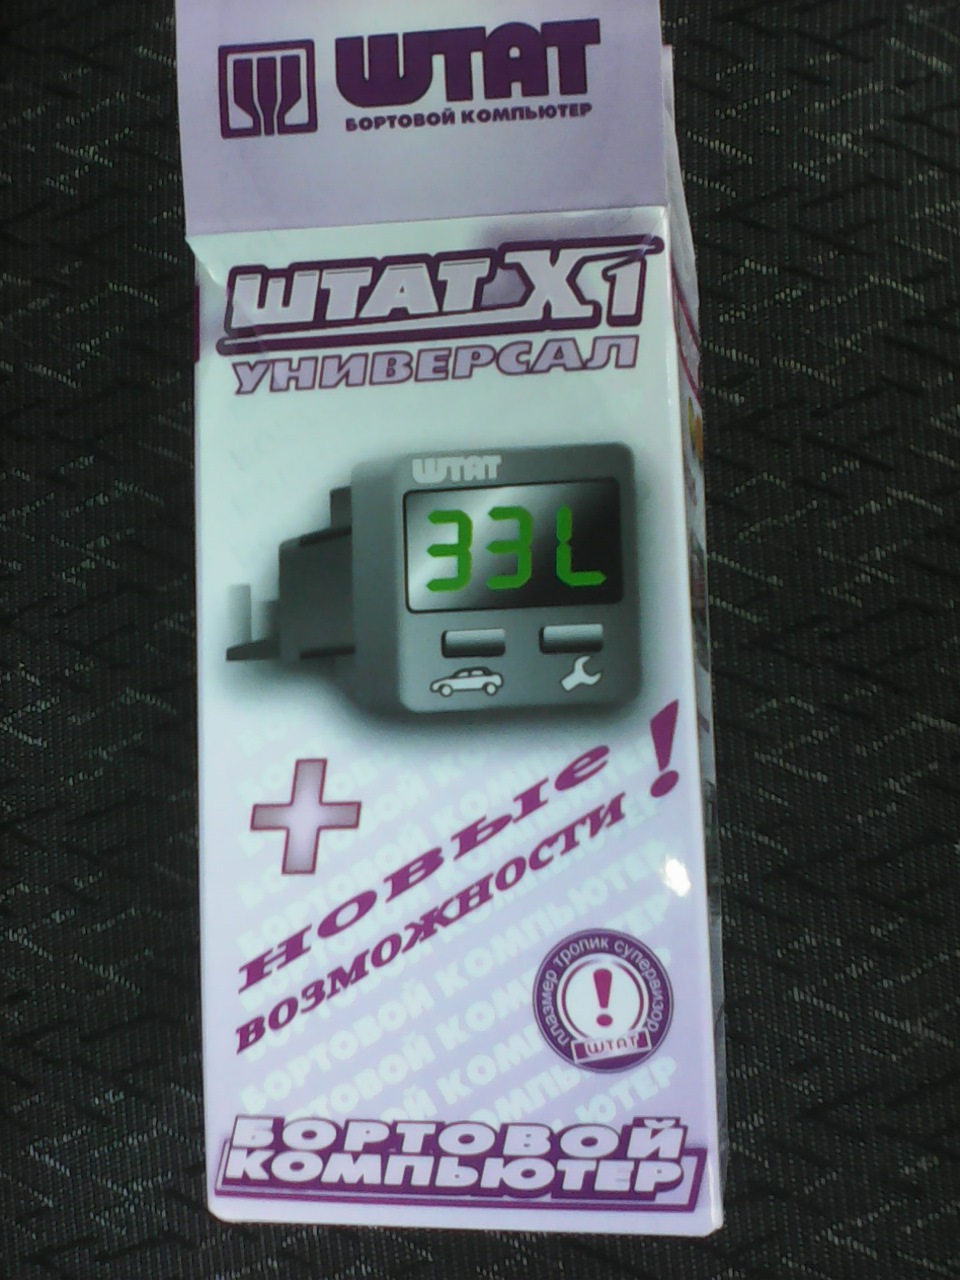 ШТАТ
БОРТОВОЙ КОМПЬЮТЕР
ШТАТ X1
УНИВЕРСАЛ
ШТАТ
33L
НОВЫЕ
ВОЗМОЖНОСТИ!
плазмер тропик супервизор
ШТАТ
БОРТОВОЙ
КОМПЬЮТЕР